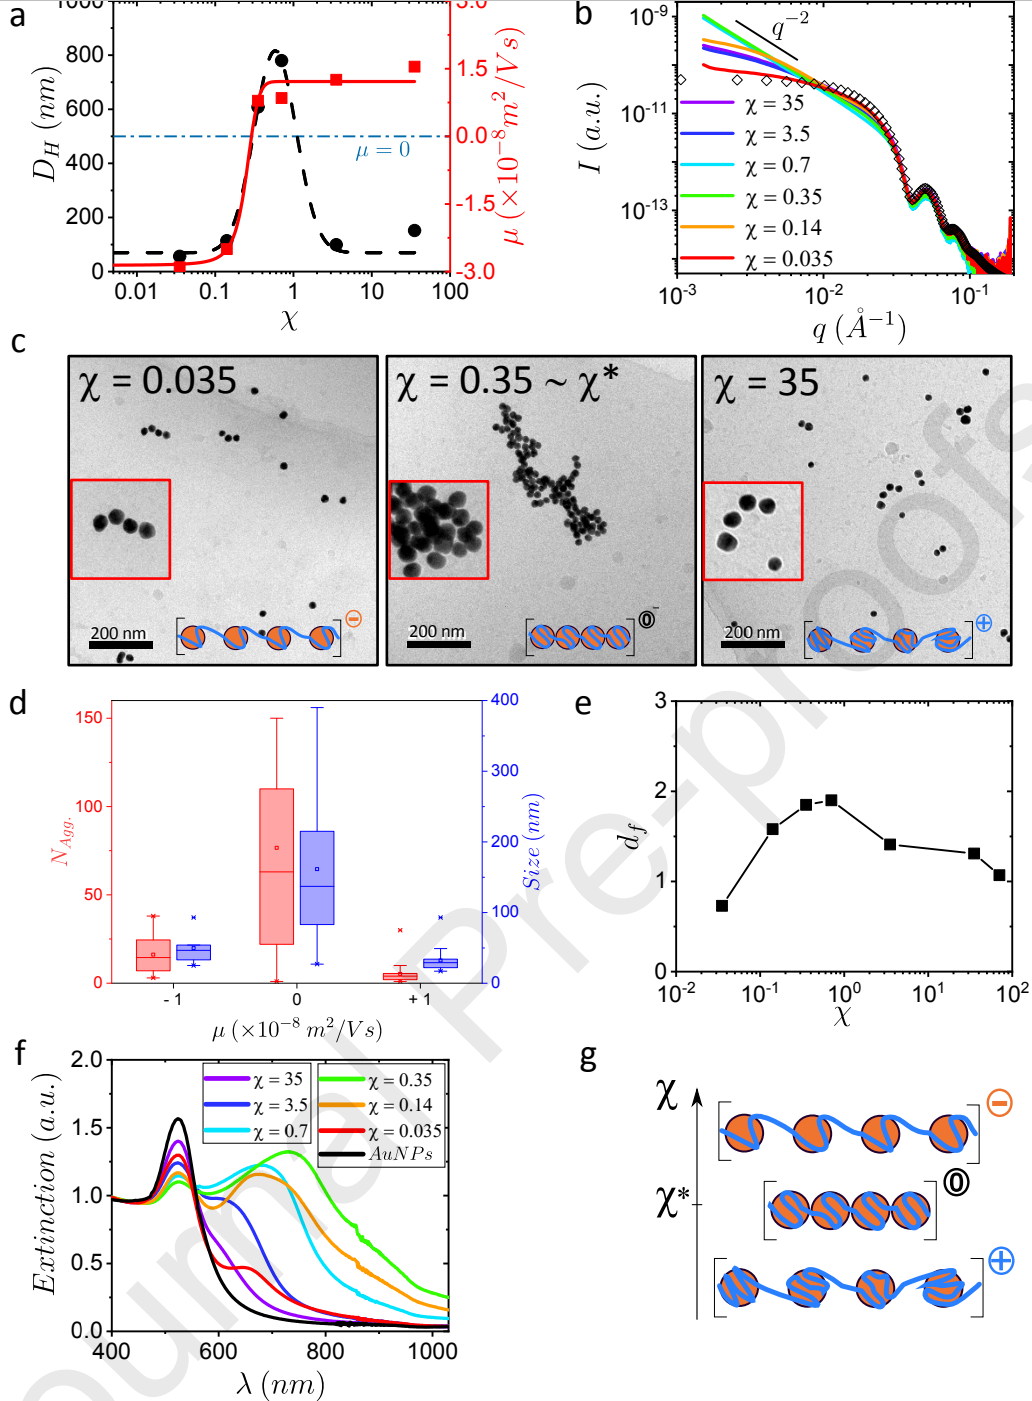 a
D_H (nm)
1000
800
600
400
200
0
0.01
0.1
1
10
100
χ
3.0
1.5
0.0
-1.5
-3.0
μ (×10⁻⁸m²/Vs)
μ = 0
b
I (a.u.)
10⁻⁹
10⁻¹¹
10⁻¹³
q⁻²
χ = 35
χ = 3.5
χ = 0.7
χ = 0.35
χ = 0.14
χ = 0.035
10⁻³
10⁻²
10⁻¹
q (Å⁻¹)
c
χ = 0.035
200 nm
−
χ = 0.35 ~ χ*
200 nm
0
χ = 35
200 nm
+
d
N_Agg.
150
100
50
0
400
300
200
100
0
Size (nm)
- 1
0
+ 1
μ (×10⁻⁸ m²/Vs)
e
d_f
3
2
1
0
10⁻²
10⁻¹
10⁰
10¹
10²
χ
f
Extinction (a.u.)
2.0
1.5
1.0
0.5
0.0
χ = 35
χ = 3.5
χ = 0.7
χ = 0.35
χ = 0.14
χ = 0.035
AuNPs
400
600
800
1000
λ (nm)
g
χ
χ*
−
0
+
Journal Pre-proofs